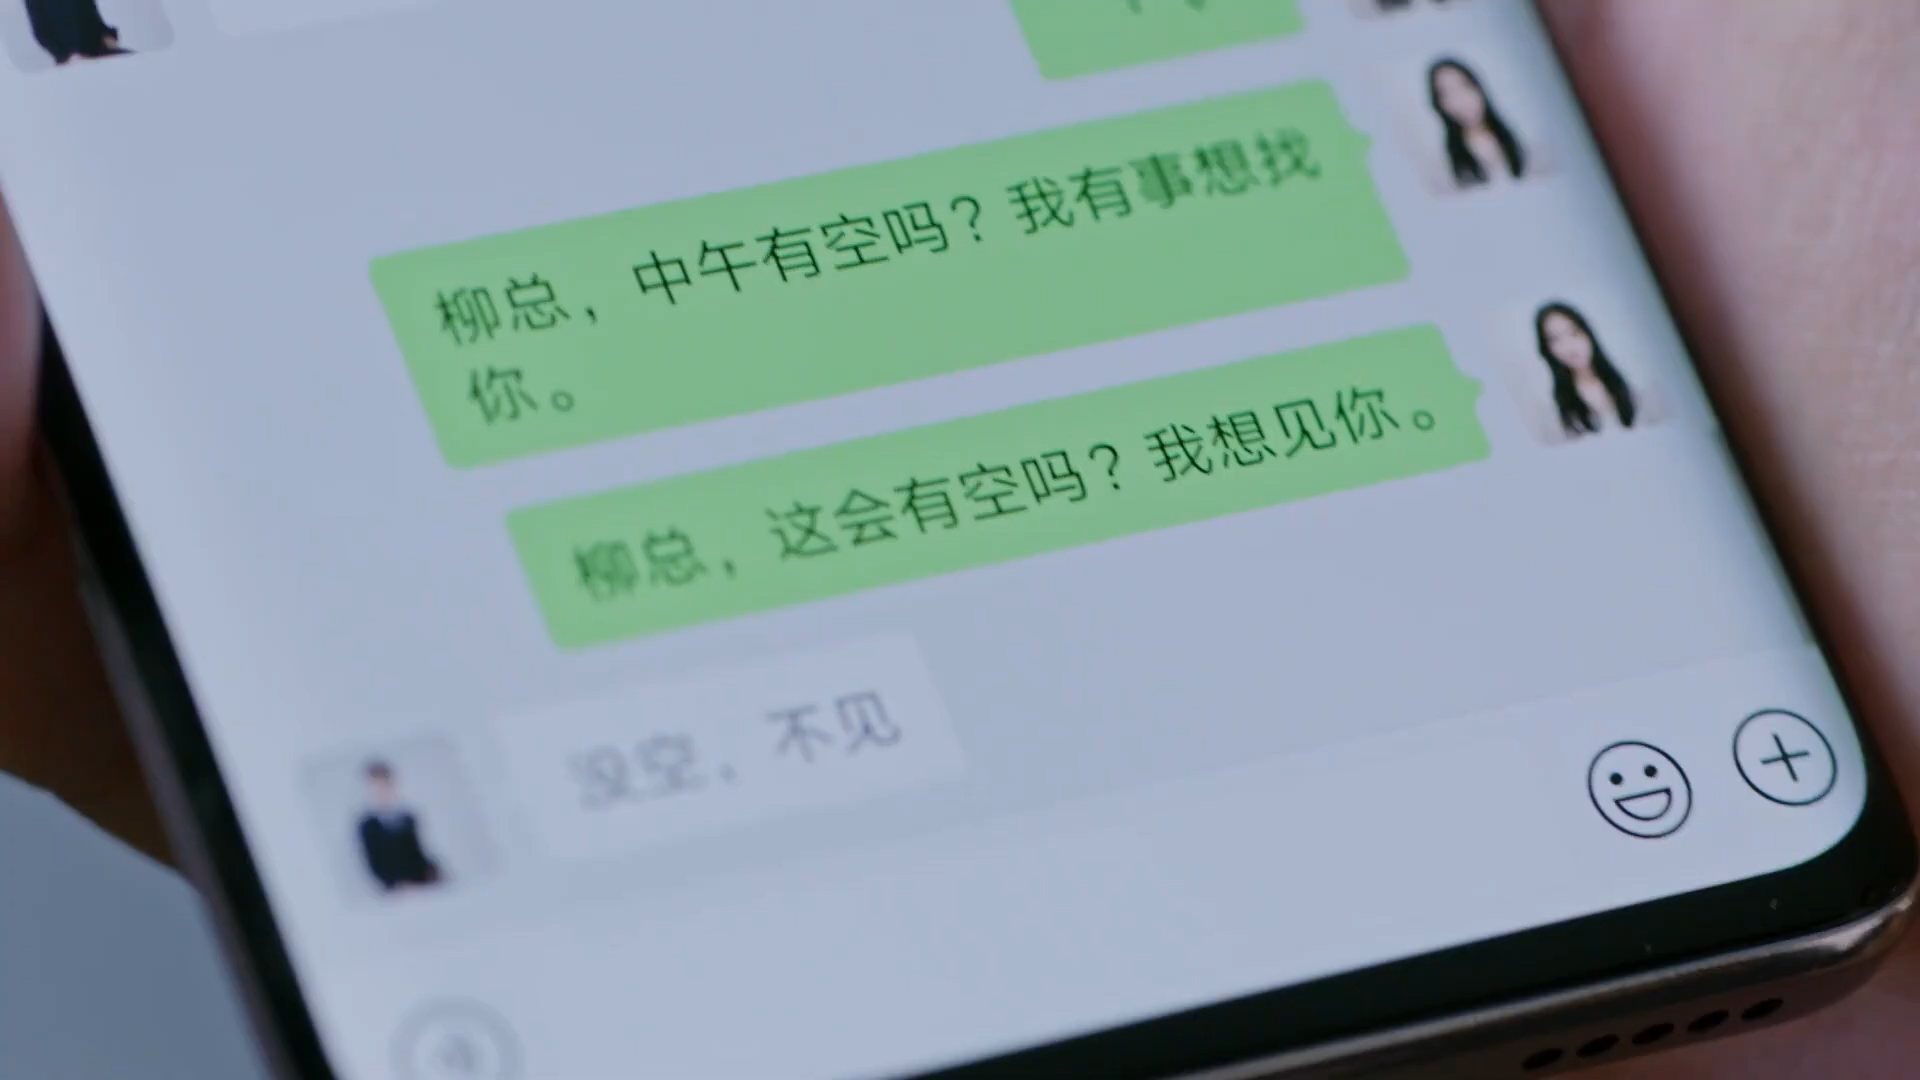 柳总，中午有空吗？我有事想找
你。
柳总，这会有空吗？我想见你。
没空，不见